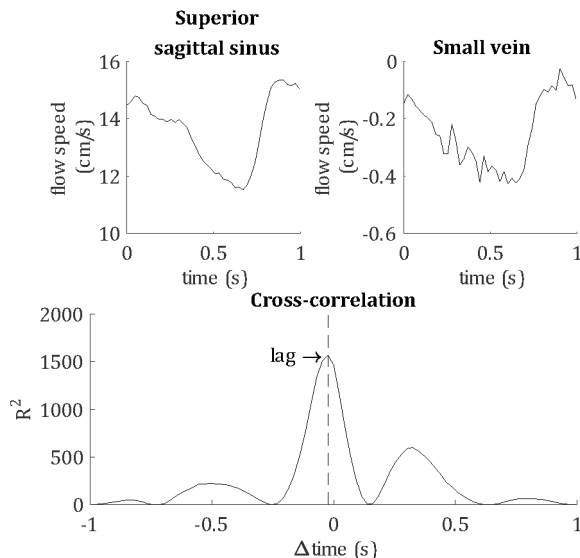 Superior
sagittal sinus
Small vein
16
14
12
10
flow speed
(cm/s)
0
0.5
1
time (s)
0
-0.2
-0.4
-0.6
flow speed
(cm/s)
0
0.5
1
time (s)
Cross-correlation
2000
1500
1000
500
0
R²
lag→
-1
-0.5
0
0.5
1
Δtime (s)